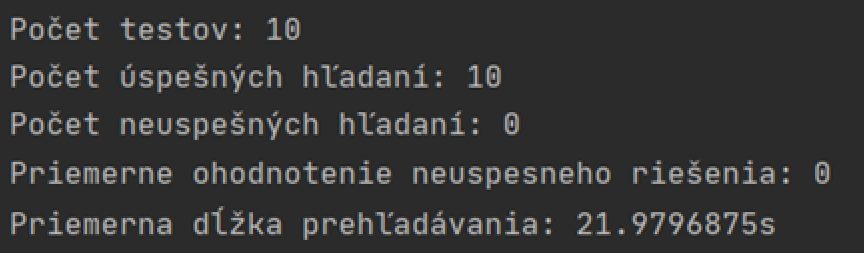 Počet testov: 10
Počet úspešných hľadaní: 10
Počet neuspešných hľadaní: 0
Priemerne ohodnotenie neuspesneho riešenia: 0
Priemerna dĺžka prehľadávania: 21.9796875s